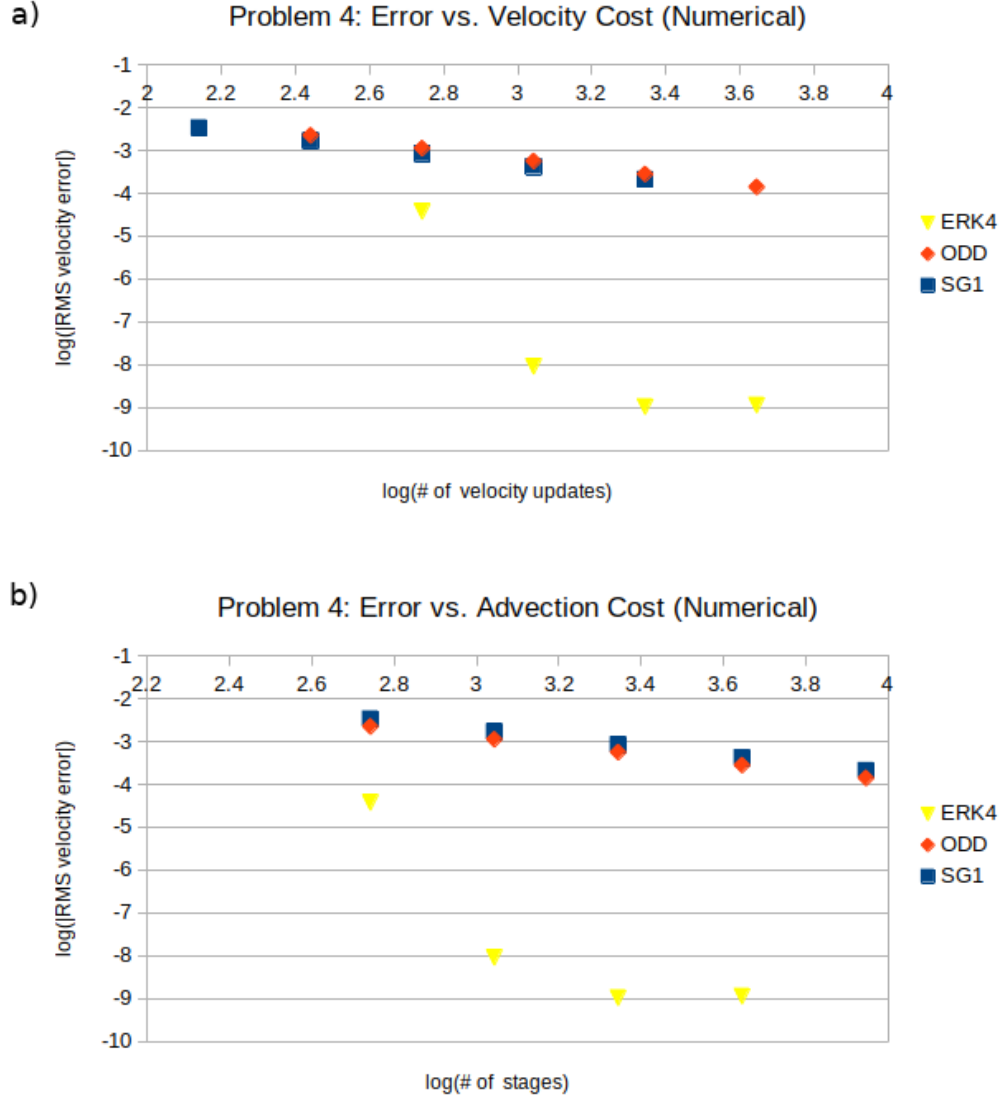 a)
Problem 4: Error vs. Velocity Cost (Numerical)
-1
2 2.2 2.4 2.6 2.8 3 3.2 3.4 3.6 3.8 4
-2
-3
-4
-5
-6
-7
-8
-9
-10
log(|RMS velocity error|)
log(# of velocity updates)
ERK4
ODD
SG1
b)
Problem 4: Error vs. Advection Cost (Numerical)
-1
2.2 2.4 2.6 2.8 3 3.2 3.4 3.6 3.8 4
-2
-3
-4
-5
-6
-7
-8
-9
-10
log(|RMS velocity error|)
log(# of stages)
ERK4
ODD
SG1